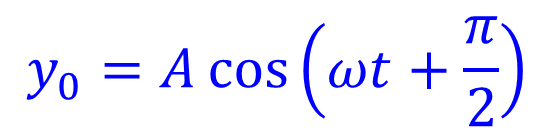 y₀ = A cos(ωt + π/2)